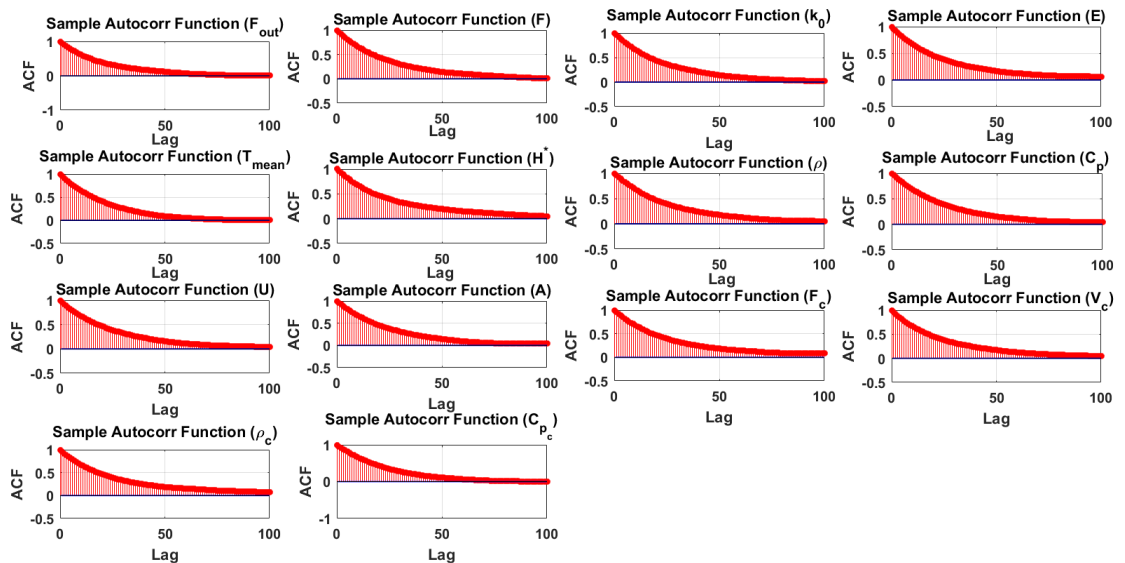 Sample Autocorr Function (F_out)
ACF
1
0
-1
0 50 100
Lag
Sample Autocorr Function (F)
ACF
1
0.5
0
-0.5
0 50 100
Lag
Sample Autocorr Function (k_0)
ACF
1
0.5
0
-0.5
0 50 100
Lag
Sample Autocorr Function (E)
ACF
1
0.5
0
-0.5
0 50 100
Lag
Sample Autocorr Function (T_mean)
ACF
1
0.5
0
-0.5
0 50 100
Lag
Sample Autocorr Function (H^*)
ACF
1
0.5
0
-0.5
0 50 100
Lag
Sample Autocorr Function (ρ)
ACF
1
0.5
0
-0.5
0 50 100
Lag
Sample Autocorr Function (C_p)
ACF
1
0.5
0
-0.5
0 50 100
Lag
Sample Autocorr Function (U)
ACF
1
0.5
0
-0.5
0 50 100
Lag
Sample Autocorr Function (A)
ACF
1
0.5
0
-0.5
0 50 100
Lag
Sample Autocorr Function (F_c)
ACF
1
0.5
0
-0.5
0 50 100
Lag
Sample Autocorr Function (V_c)
ACF
1
0.5
0
-0.5
0 50 100
Lag
Sample Autocorr Function (ρ_c)
ACF
1
0.5
0
-0.5
0 50 100
Lag
Sample Autocorr Function (C_p_c)
ACF
1
0
-1
0 50 100
Lag